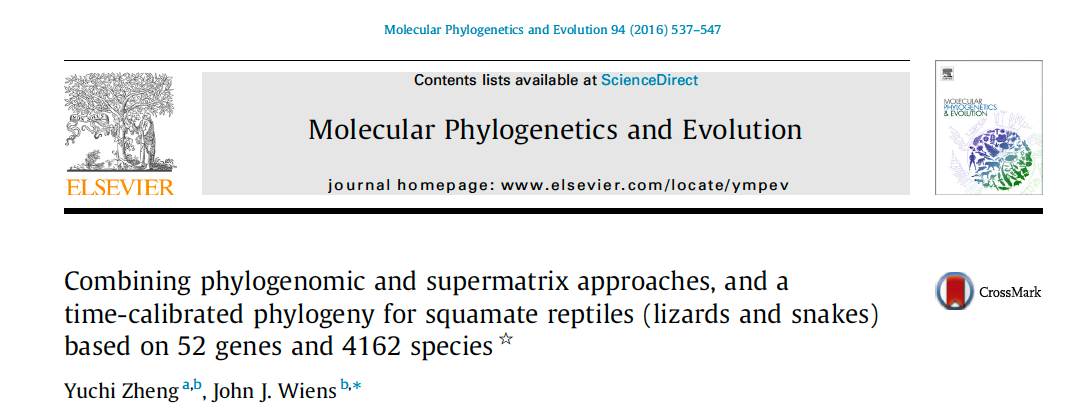 Molecular Phylogenetics and Evolution 94 (2016) 537–547
Contents lists available at ScienceDirect
Molecular Phylogenetics and Evolution
journal homepage: www.elsevier.com/locate/ympev
ELSEVIER
MOLECULAR
PHYLOGENETICS
& EVOLUTION
Combining phylogenomic and supermatrix approaches, and a
time-calibrated phylogeny for squamate reptiles (lizards and snakes)
based on 52 genes and 4162 species ☆
CrossMark
Yuchi Zheng a,b, John J. Wiens b,*